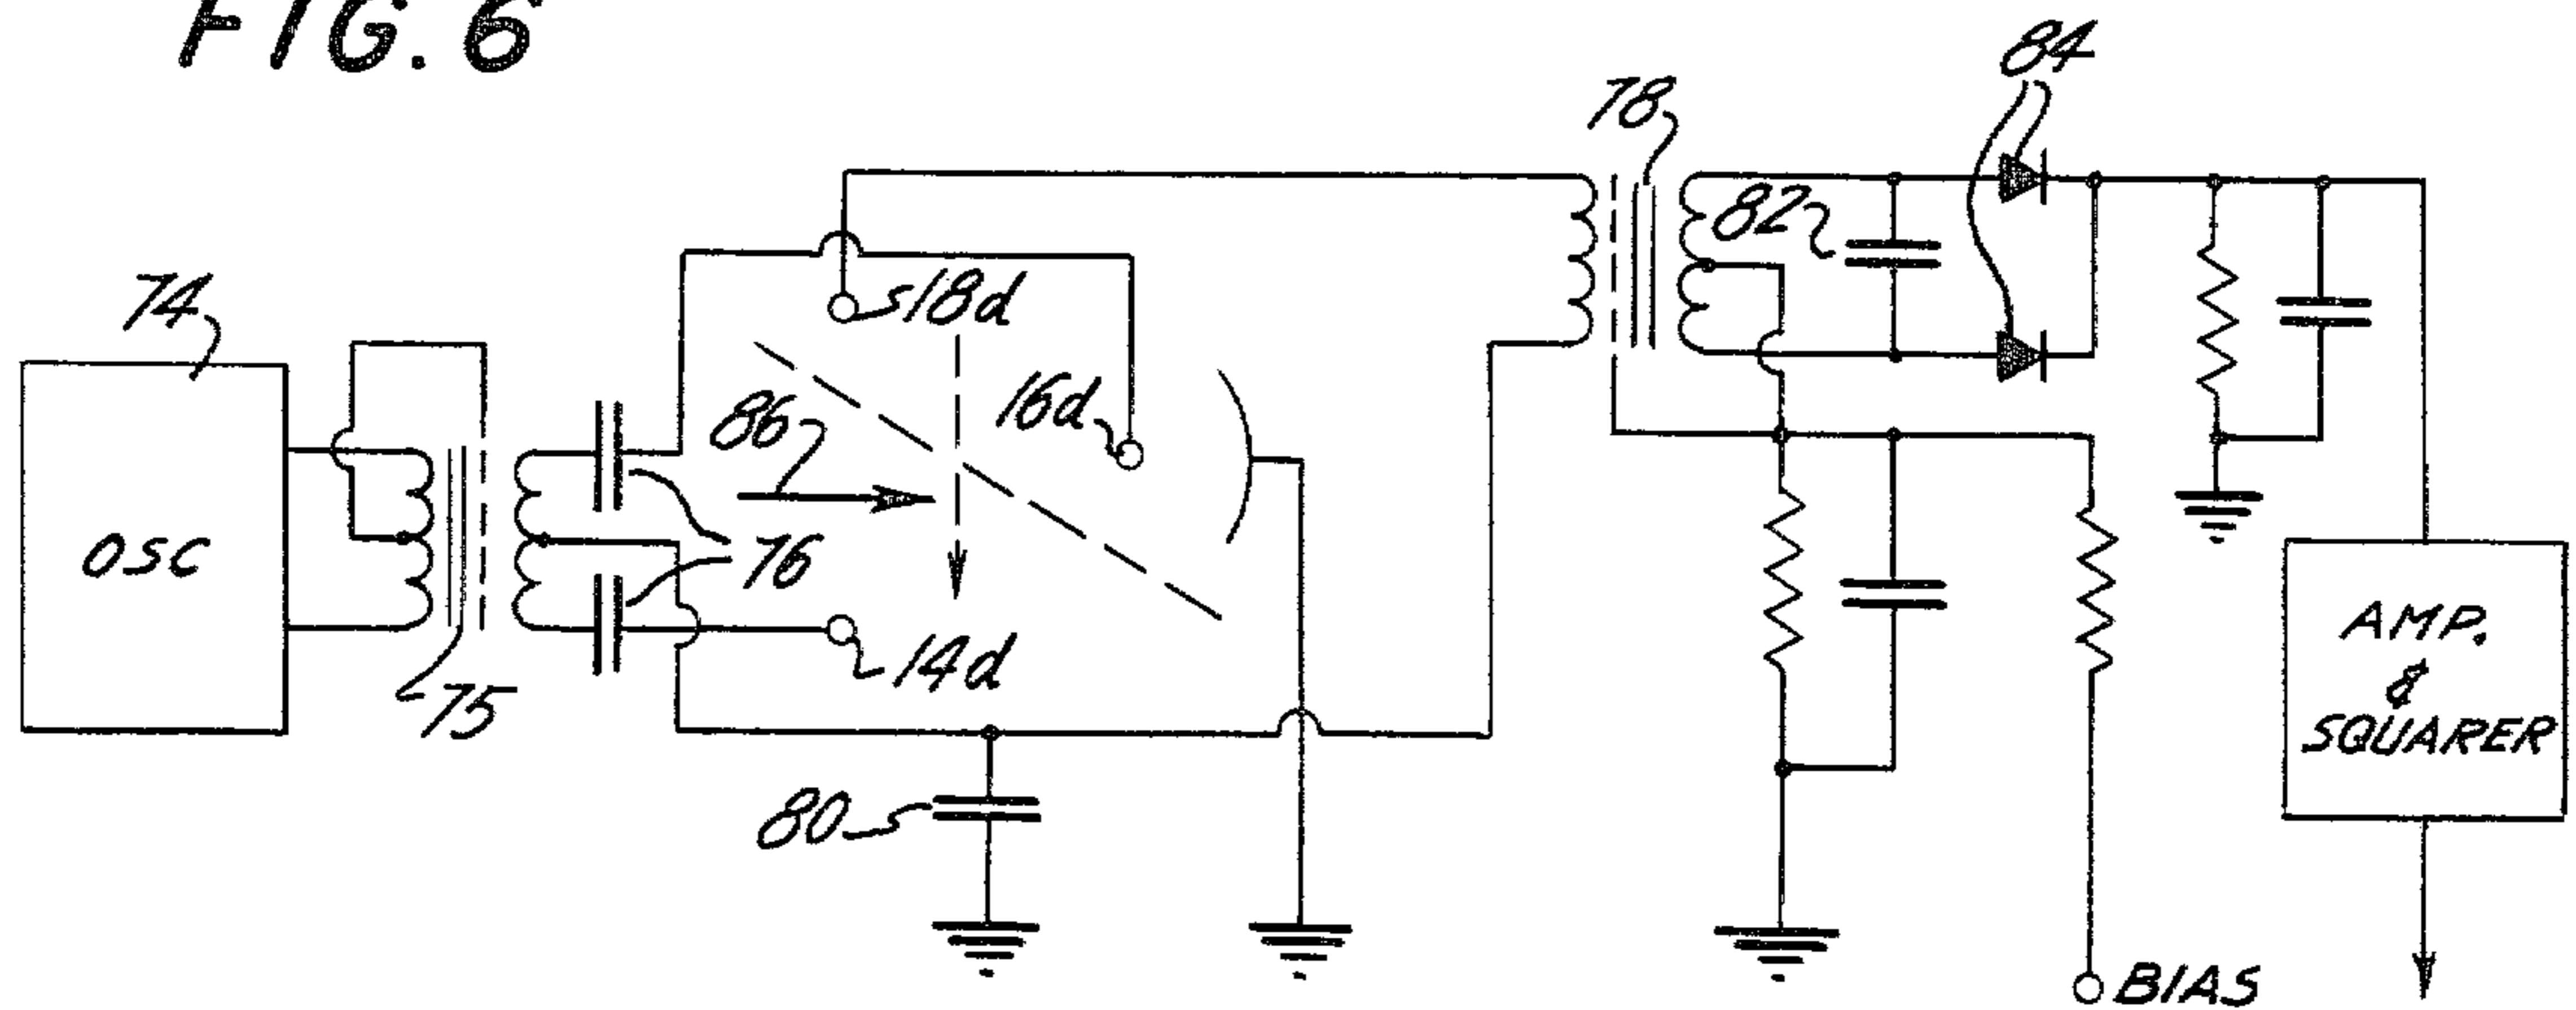 FIG. 6
84
78
82
74
18d
16d
86
OSC
76
14d
75
80
AMP.
&
SQUARER
BIAS